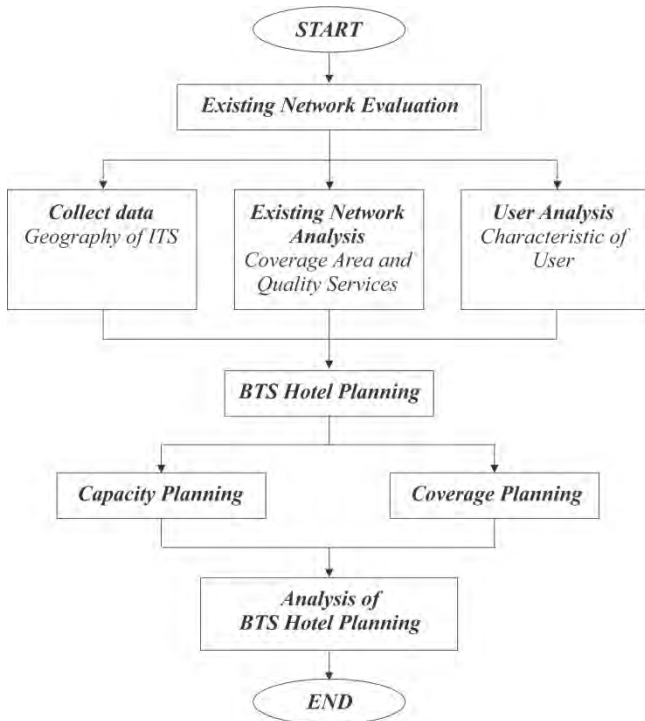 START
Existing Network Evaluation
Collect data
Geography of ITS
Existing Network
Analysis
Coverage Area and
Quality Services
User Analysis
Characteristic of
User
BTS Hotel Planning
Capacity Planning
Coverage Planning
Analysis of
BTS Hotel Planning
END